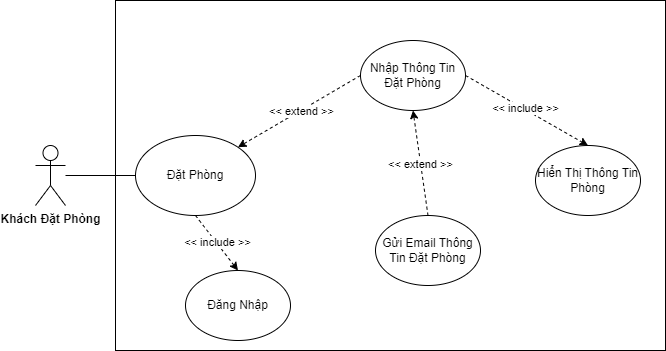 Nhập Thông Tin
Đặt Phòng
<< extend >>
<< include >>
<< extend >>
Đặt Phòng
Hiển Thị Thông Tin
Phòng
Khách Đặt Phỏng
<< include >>
Gửi Email Thông
Tin Đặt Phòng
Đăng Nhập